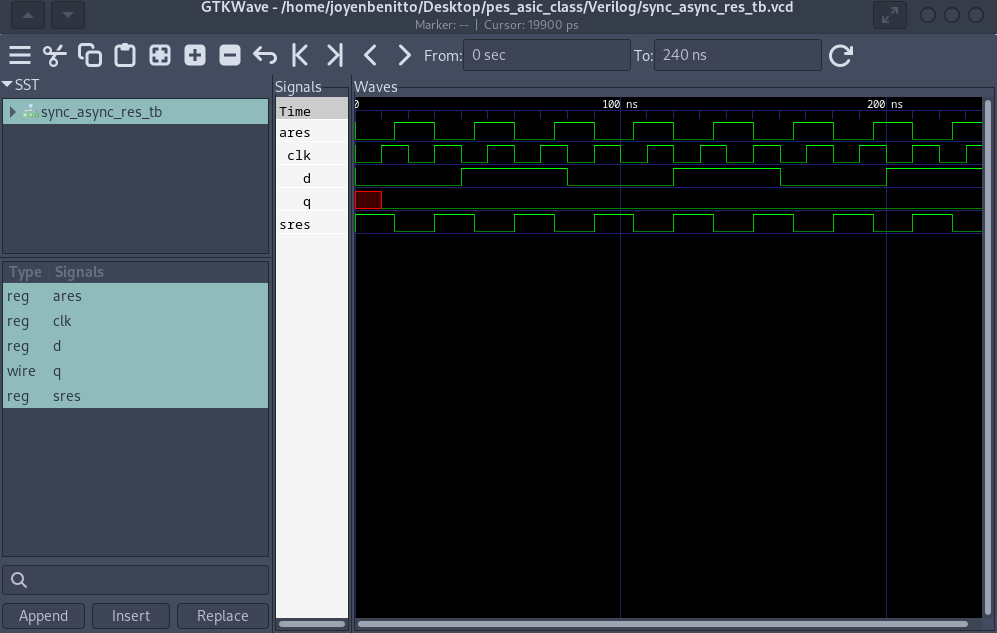 GTKWave - /home/joyenbenitto/Desktop/pes_asic_class/Verilog/sync_async_res_tb.vcd
Marker: -- | Cursor: 19900 ps
From: 0 sec To: 240 ns
SST
sync_async_res_tb
Type Signals
reg ares
reg clk
reg d
wire q
reg sres
Append Insert Replace
Signals
Time
ares
clk
d
q
sres
Waves
0 100 ns 200 ns